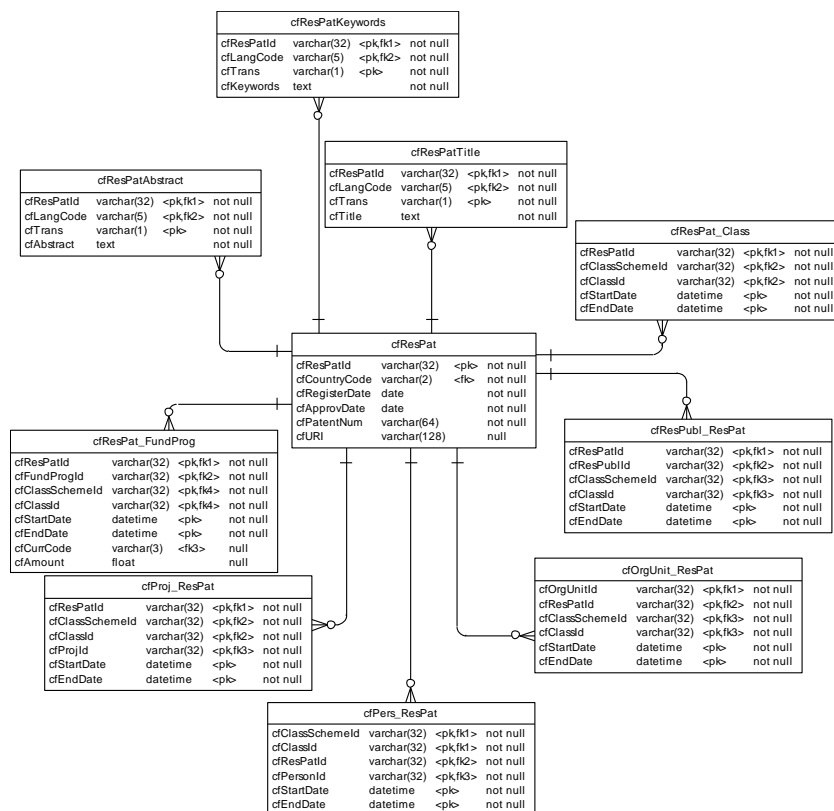 cfResPatKeywords
cfResPatId varchar(32) <pk,fk1> not null
cfLangCode varchar(5) <pk,fk2> not null
cfTrans varchar(1) <pk> not null
cfKeywords text not null
cfResPatTitle
cfResPatId varchar(32) <pk,fk1> not null
cfLangCode varchar(5) <pk,fk2> not null
cfTrans varchar(1) <pk> not null
cfTitle text not null
cfResPatAbstract
cfResPatId varchar(32) <pk,fk1> not null
cfLangCode varchar(5) <pk,fk2> not null
cfTrans varchar(1) <pk> not null
cfAbstract text not null
cfResPat_Class
cfResPatId varchar(32) <pk,fk1> not null
cfClassSchemeId varchar(32) <pk,fk2> not null
cfClassId varchar(32) <pk,fk2> not null
cfStartDate datetime <pk> not null
cfEndDate datetime <pk> not null
cfResPat
cfResPatId varchar(32) <pk> not null
cfCountryCode varchar(2) <fk> not null
cfRegisterDate date not null
cfApprovDate date not null
cfPatentNum varchar(64) not null
cfURI varchar(128) null
cfResPat_FundProg
cfResPatId varchar(32) <pk,fk1> not null
cfFundProgId varchar(32) <pk,fk2> not null
cfClassSchemeId varchar(32) <pk,fk4> not null
cfClassId varchar(32) <pk,fk4> not null
cfStartDate datetime <pk> not null
cfEndDate datetime <pk> not null
cfCurrCode varchar(3) <fk3> null
cfAmount float null
cfResPubl_ResPat
cfResPatId varchar(32) <pk,fk1> not null
cfResPublId varchar(32) <pk,fk2> not null
cfClassSchemeId varchar(32) <pk,fk3> not null
cfClassId varchar(32) <pk,fk3> not null
cfStartDate datetime <pk> not null
cfEndDate datetime <pk> not null
cfProj_ResPat
cfResPatId varchar(32) <pk,fk1> not null
cfClassSchemeId varchar(32) <pk,fk2> not null
cfClassId varchar(32) <pk,fk2> not null
cfProjId varchar(32) <pk,fk3> not null
cfStartDate datetime <pk> not null
cfEndDate datetime <pk> not null
cfOrgUnit_ResPat
cfOrgUnitId varchar(32) <pk,fk1> not null
cfResPatId varchar(32) <pk,fk2> not null
cfClassSchemeId varchar(32) <pk,fk3> not null
cfClassId varchar(32) <pk,fk3> not null
cfStartDate datetime <pk> not null
cfEndDate datetime <pk> not null
cfPers_ResPat
cfClassSchemeId varchar(32) <pk,fk1> not null
cfClassId varchar(32) <pk,fk1> not null
cfResPatId varchar(32) <pk,fk2> not null
cfPersonId varchar(32) <pk,fk3> not null
cfStartDate datetime <pk> not null
cfEndDate datetime <pk> not null